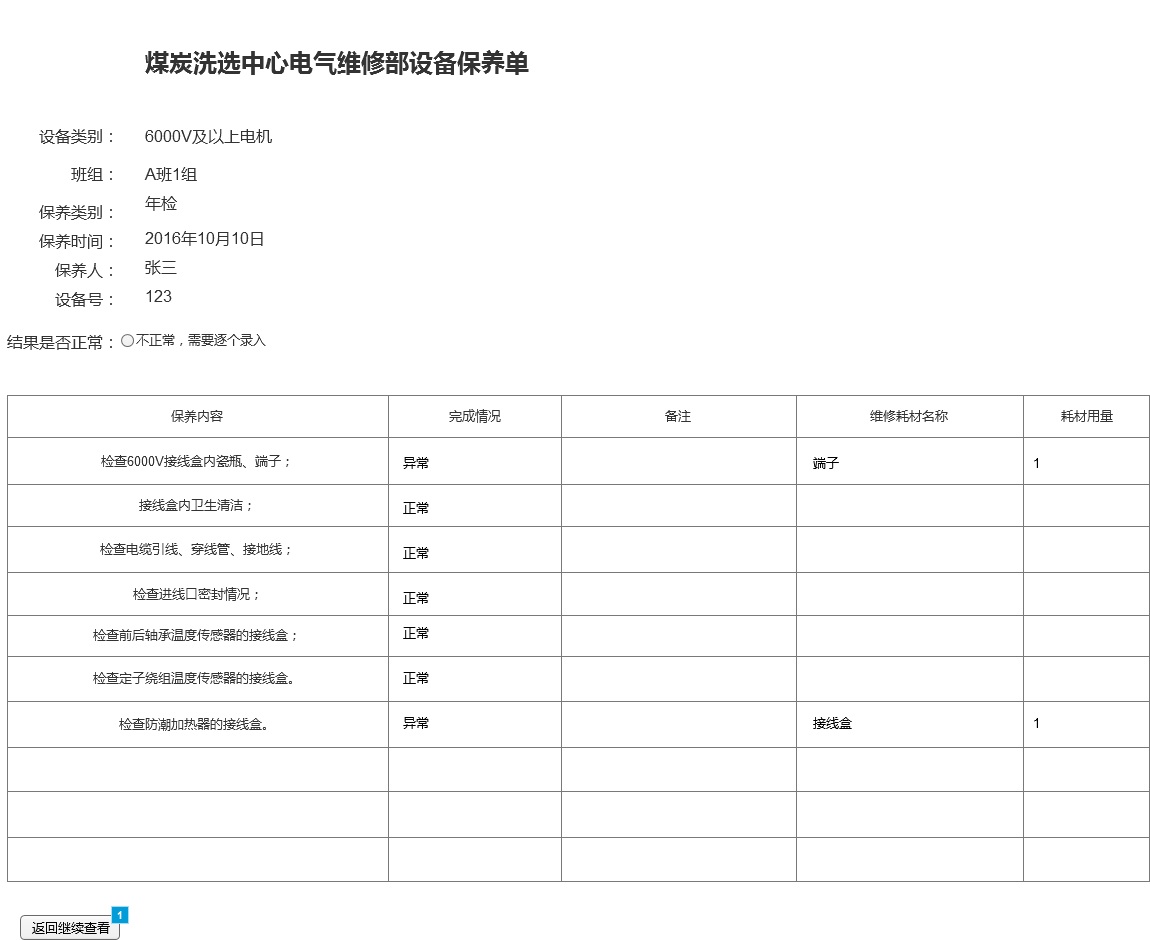 煤炭洗选中心电气维修部设备保养单
设备类别： 6000V及以上电机
班组： A班1组
保养类别： 年检
保养时间： 2016年10月10日
保养人： 张三
设备号： 123
结果是否正常： 不正常，需要逐个录入
保养内容 完成情况 备注 维修耗材名称 耗材用量
检查6000V接线盒内瓷瓶、端子； 异常 端子 1
接线盒内卫生清洁； 正常
检查电缆引线、穿线管、接地线； 正常
检查进线口密封情况； 正常
检查前后轴承温度传感器的接线盒； 正常
检查定子绕组温度传感器的接线盒。 正常
检查防潮加热器的接线盒。 异常 接线盒 1
返回继续查看 1